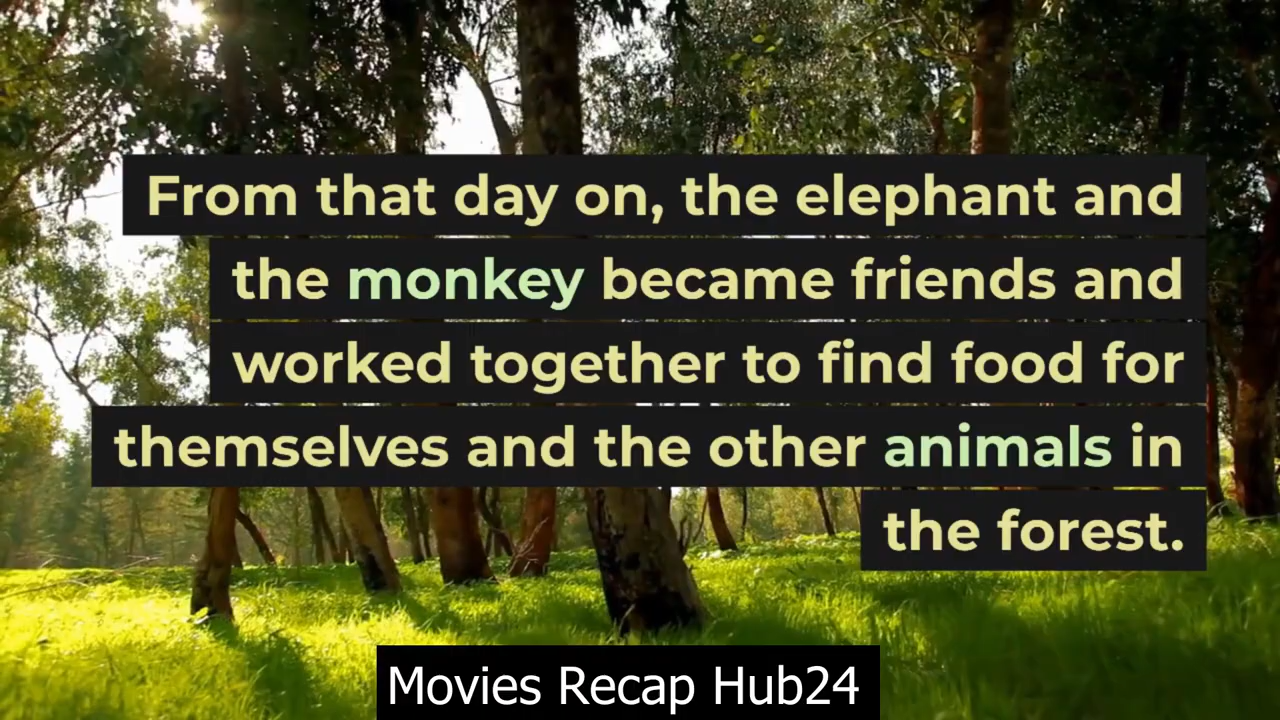 From that day on, the elephant and
the monkey became friends and
worked together to find food for
themselves and the other animals in
the forest.
Movies Recap Hub24